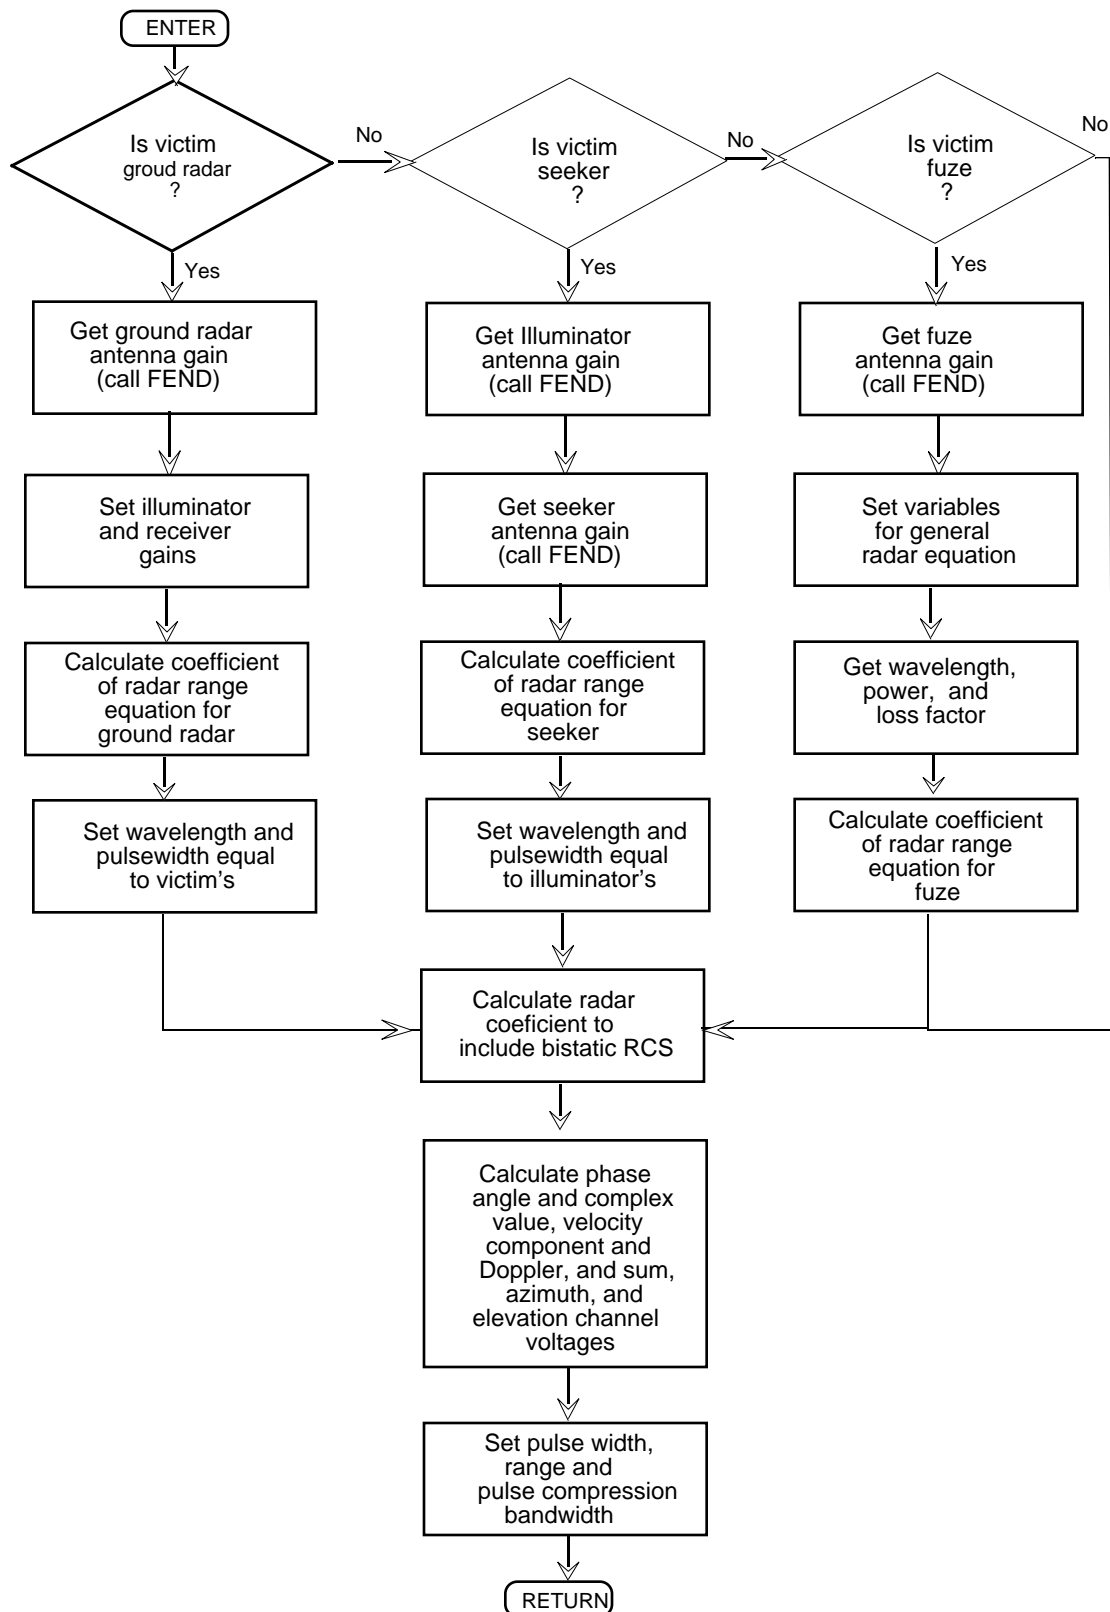 ENTER
Is victim
groud radar
?
No
Is victim
seeker
?
No
Is victim
fuze
?
No
Yes
Yes
Yes
Get ground radar
antenna gain
(call FEND)
Get Illuminator
antenna gain
(call FEND)
Get fuze
antenna gain
(call FEND)
Set illuminator
and receiver
gains
Get seeker
antenna gain
(call FEND)
Set variables
for general
radar equation
Calculate coefficient
of radar range
equation for
ground radar
Calculate coefficient
of radar range
equation for
seeker
Get wavelength,
power, and
loss factor
Set wavelength and
pulsewidth equal
to victim's
Set wavelength and
pulsewidth equal
to illuminator's
Calculate coefficient
of radar range
equation for
fuze
Calculate radar
coeficient to
include bistatic RCS
Calculate phase
angle and complex
value, velocity
component and
Doppler, and sum,
azimuth, and
elevation channel
voltages
Set pulse width,
range and
pulse compression
bandwidth
RETURN